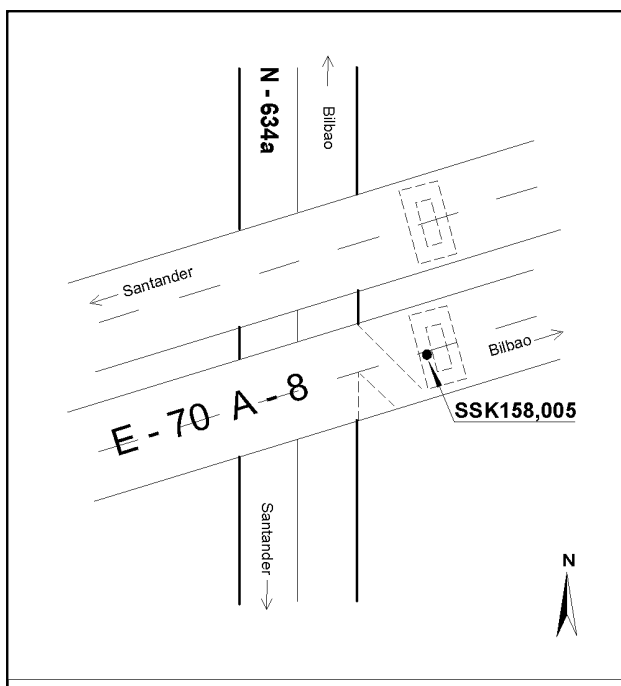 N - 634a
Bilbao
Santander
Bilbao
E - 70 A - 8
SSK158,005
Santander
N